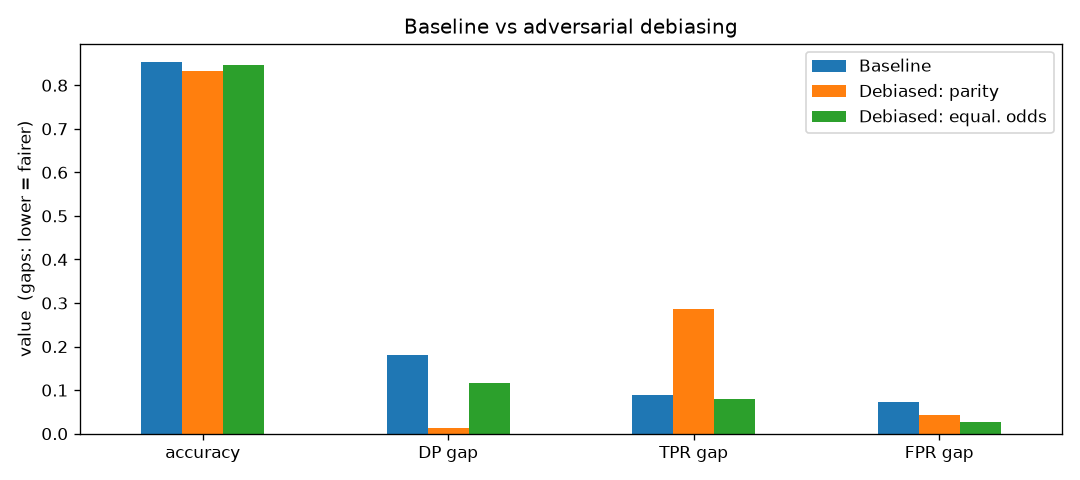 Baseline vs adversarial debiasing
Baseline
Debiased: parity
Debiased: equal. odds
value  (gaps: lower = fairer)
0.8
0.7
0.6
0.5
0.4
0.3
0.2
0.1
0.0
accuracy
DP gap
TPR gap
FPR gap